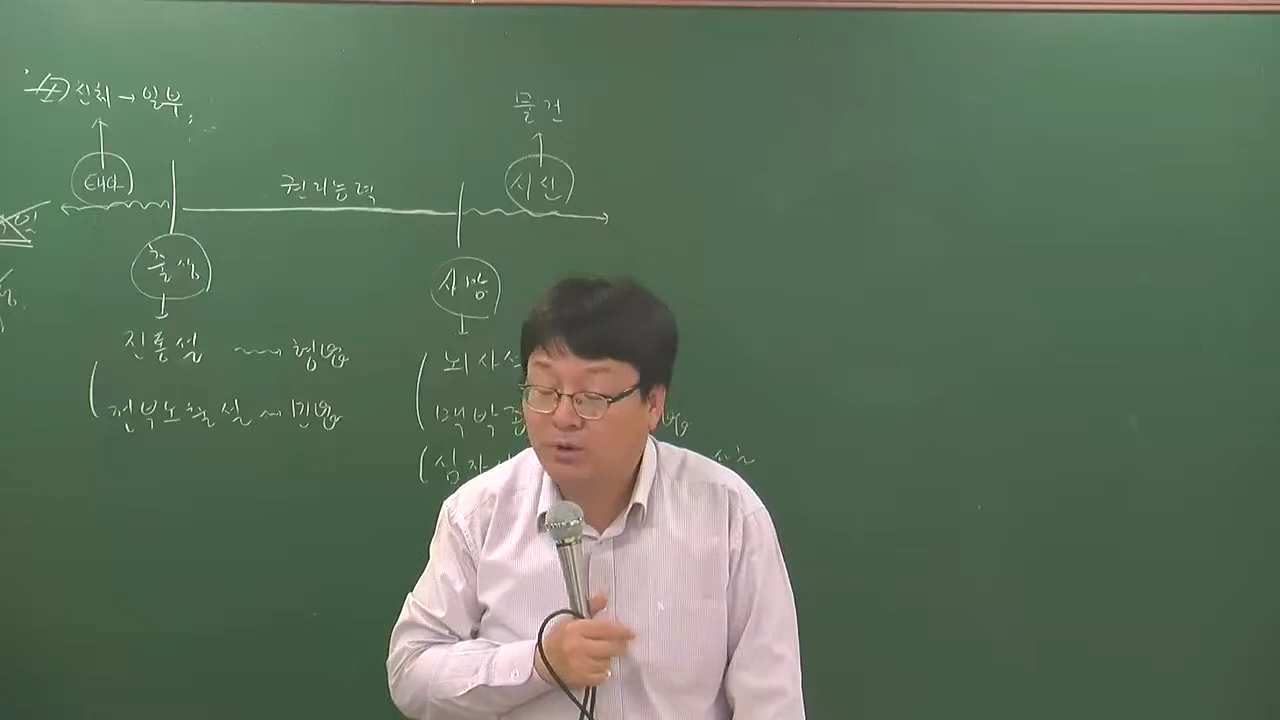 신체 → 일부
물건
태아
권리능력
시신
출생
사망
진통설 형법
뇌사
전부노출설 민법
맥박
심